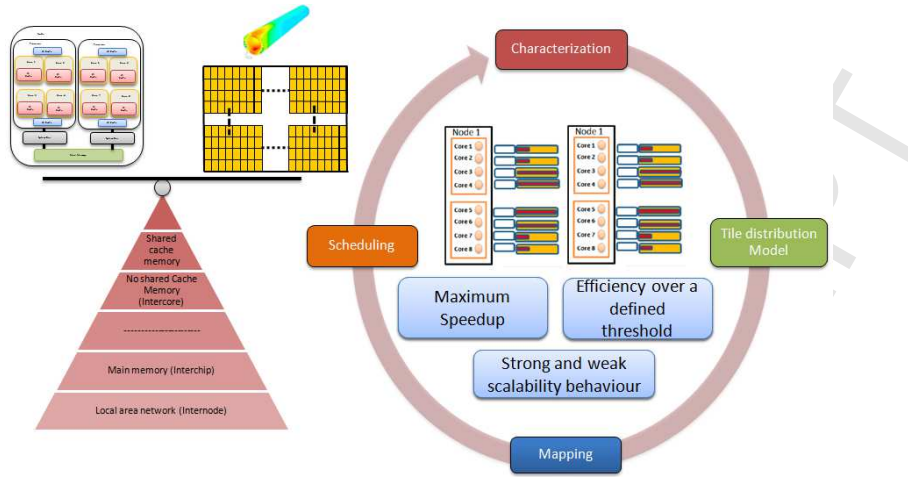 Characterization
Node 1
Core 1
Core 2
Core 3
Core 4
Core 5
Core 6
Core 7
Core 8
Node 1
Core 1
Core 2
Core 3
Core 4
Core 5
Core 6
Core 7
Core 8
Scheduling
Tile distribution
Model
Maximum
Speedup
Efficiency over a
defined
threshold
Strong and weak
scalability behaviour
Mapping
Shared
cache
memory
No shared Cache
Memory
(Intercore)
--------------------------
Main memory (Interchip)
Local area network (Internode)